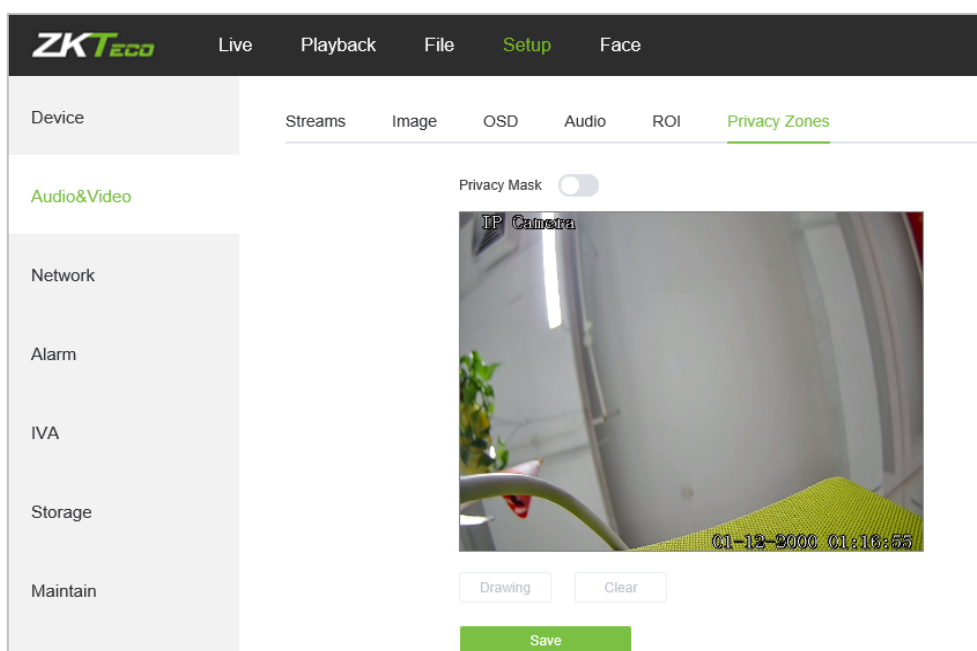 ZKTECO Live Playback File Setup Face
Device
Streams Image OSD Audio ROI Privacy Zones
Privacy Mask
Audio&Video
IP Camera
Network
Alarm
IVA
Storage
01-12-2000 01:16:55
Maintain
Drawing Clear
Save